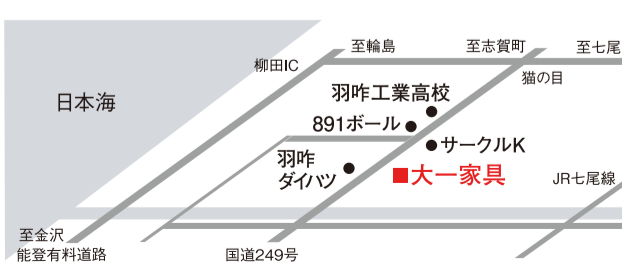 至輪島
至志賀町
至七尾
柳田IC
猫の目
日本海
羽咋工業高校
891ボール
サークルK
羽咋
ダイハツ
大一家具
JR七尾線
至金沢
能登有料道路
国道249号